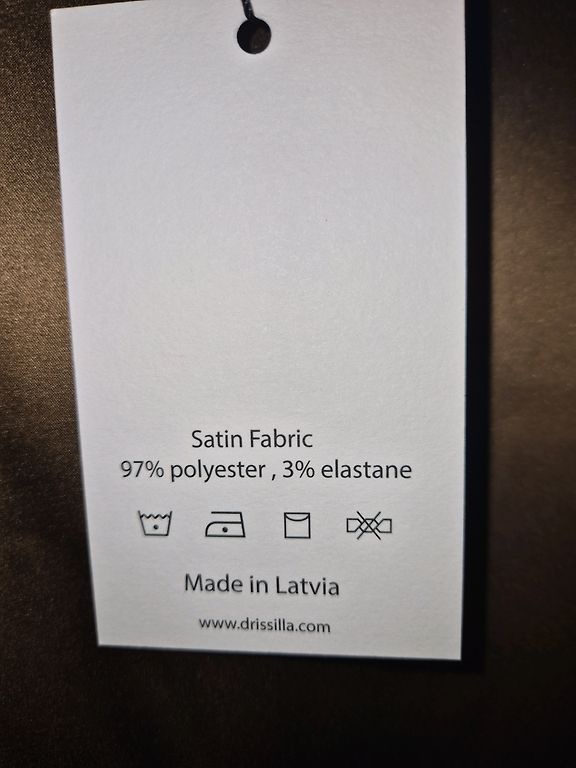 Satin Fabric
97% polyester , 3% elastane
Made in Latvia
www.drissilla.com